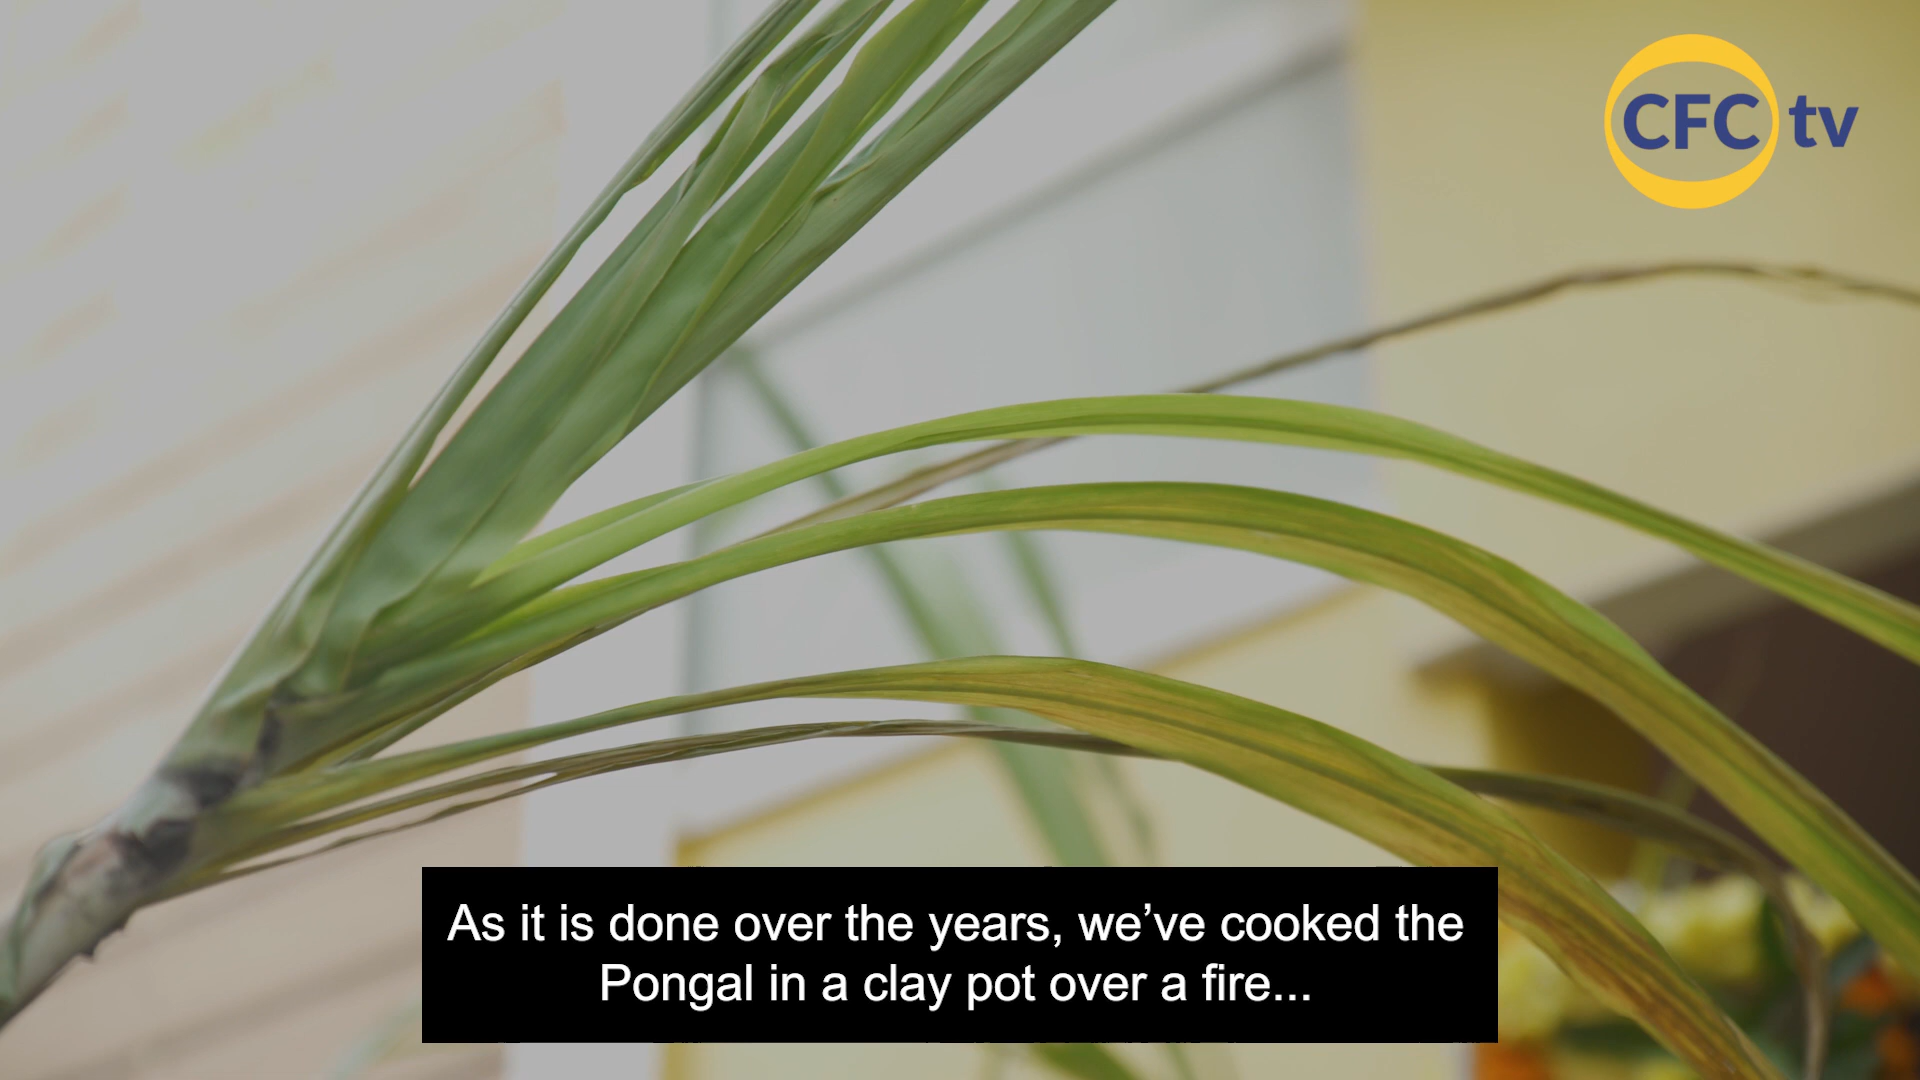 CFC tv
As it is done over the years, we’ve cooked the
Pongal in a clay pot over a fire...